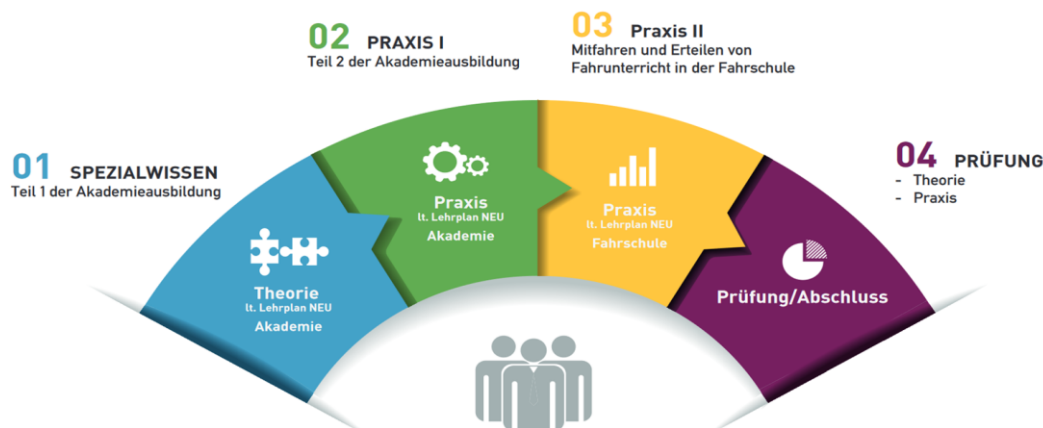 01 SPEZIALWISSEN
Teil 1 der Akademieausbildung
02 PRAXIS I
Teil 2 der Akademieausbildung
03 Praxis II
Mitfahren und Erteilen von
Fahrunterricht in der Fahrschule
04 PRÜFUNG
- Theorie
- Praxis
Theorie
lt. Lehrplan NEU
Akademie
Praxis
lt. Lehrplan NEU
Akademie
Praxis
lt. Lehrplan NEU
Fahrschule
Prüfung/Abschluss